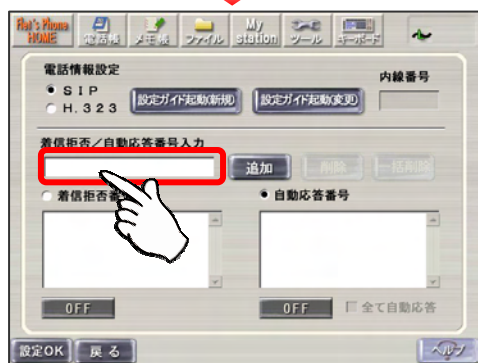 Flet's Phone HOME
電話帳
メモ帳
ファイル
My station
ツール
キーボード
電話情報設定
内線番号
SIP
設定ガイド起動(新規)
設定ガイド起動(変更)
H.323
着信拒否/自動応答番号入力
追加
削除
一括削除
着信拒否番
自動応答番号
OFF
OFF
全て自動応答
設定OK
戻る
ヘルプ